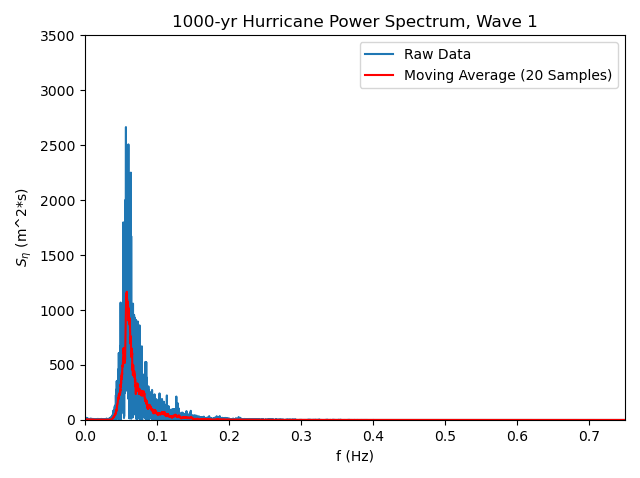 1000-yr Hurricane Power Spectrum, Wave 1
3500
3000
2500
2000
1500
1000
500
0
S_η (m^2*s)
Raw Data
Moving Average (20 Samples)
0.0 0.1 0.2 0.3 0.4 0.5 0.6 0.7
f (Hz)